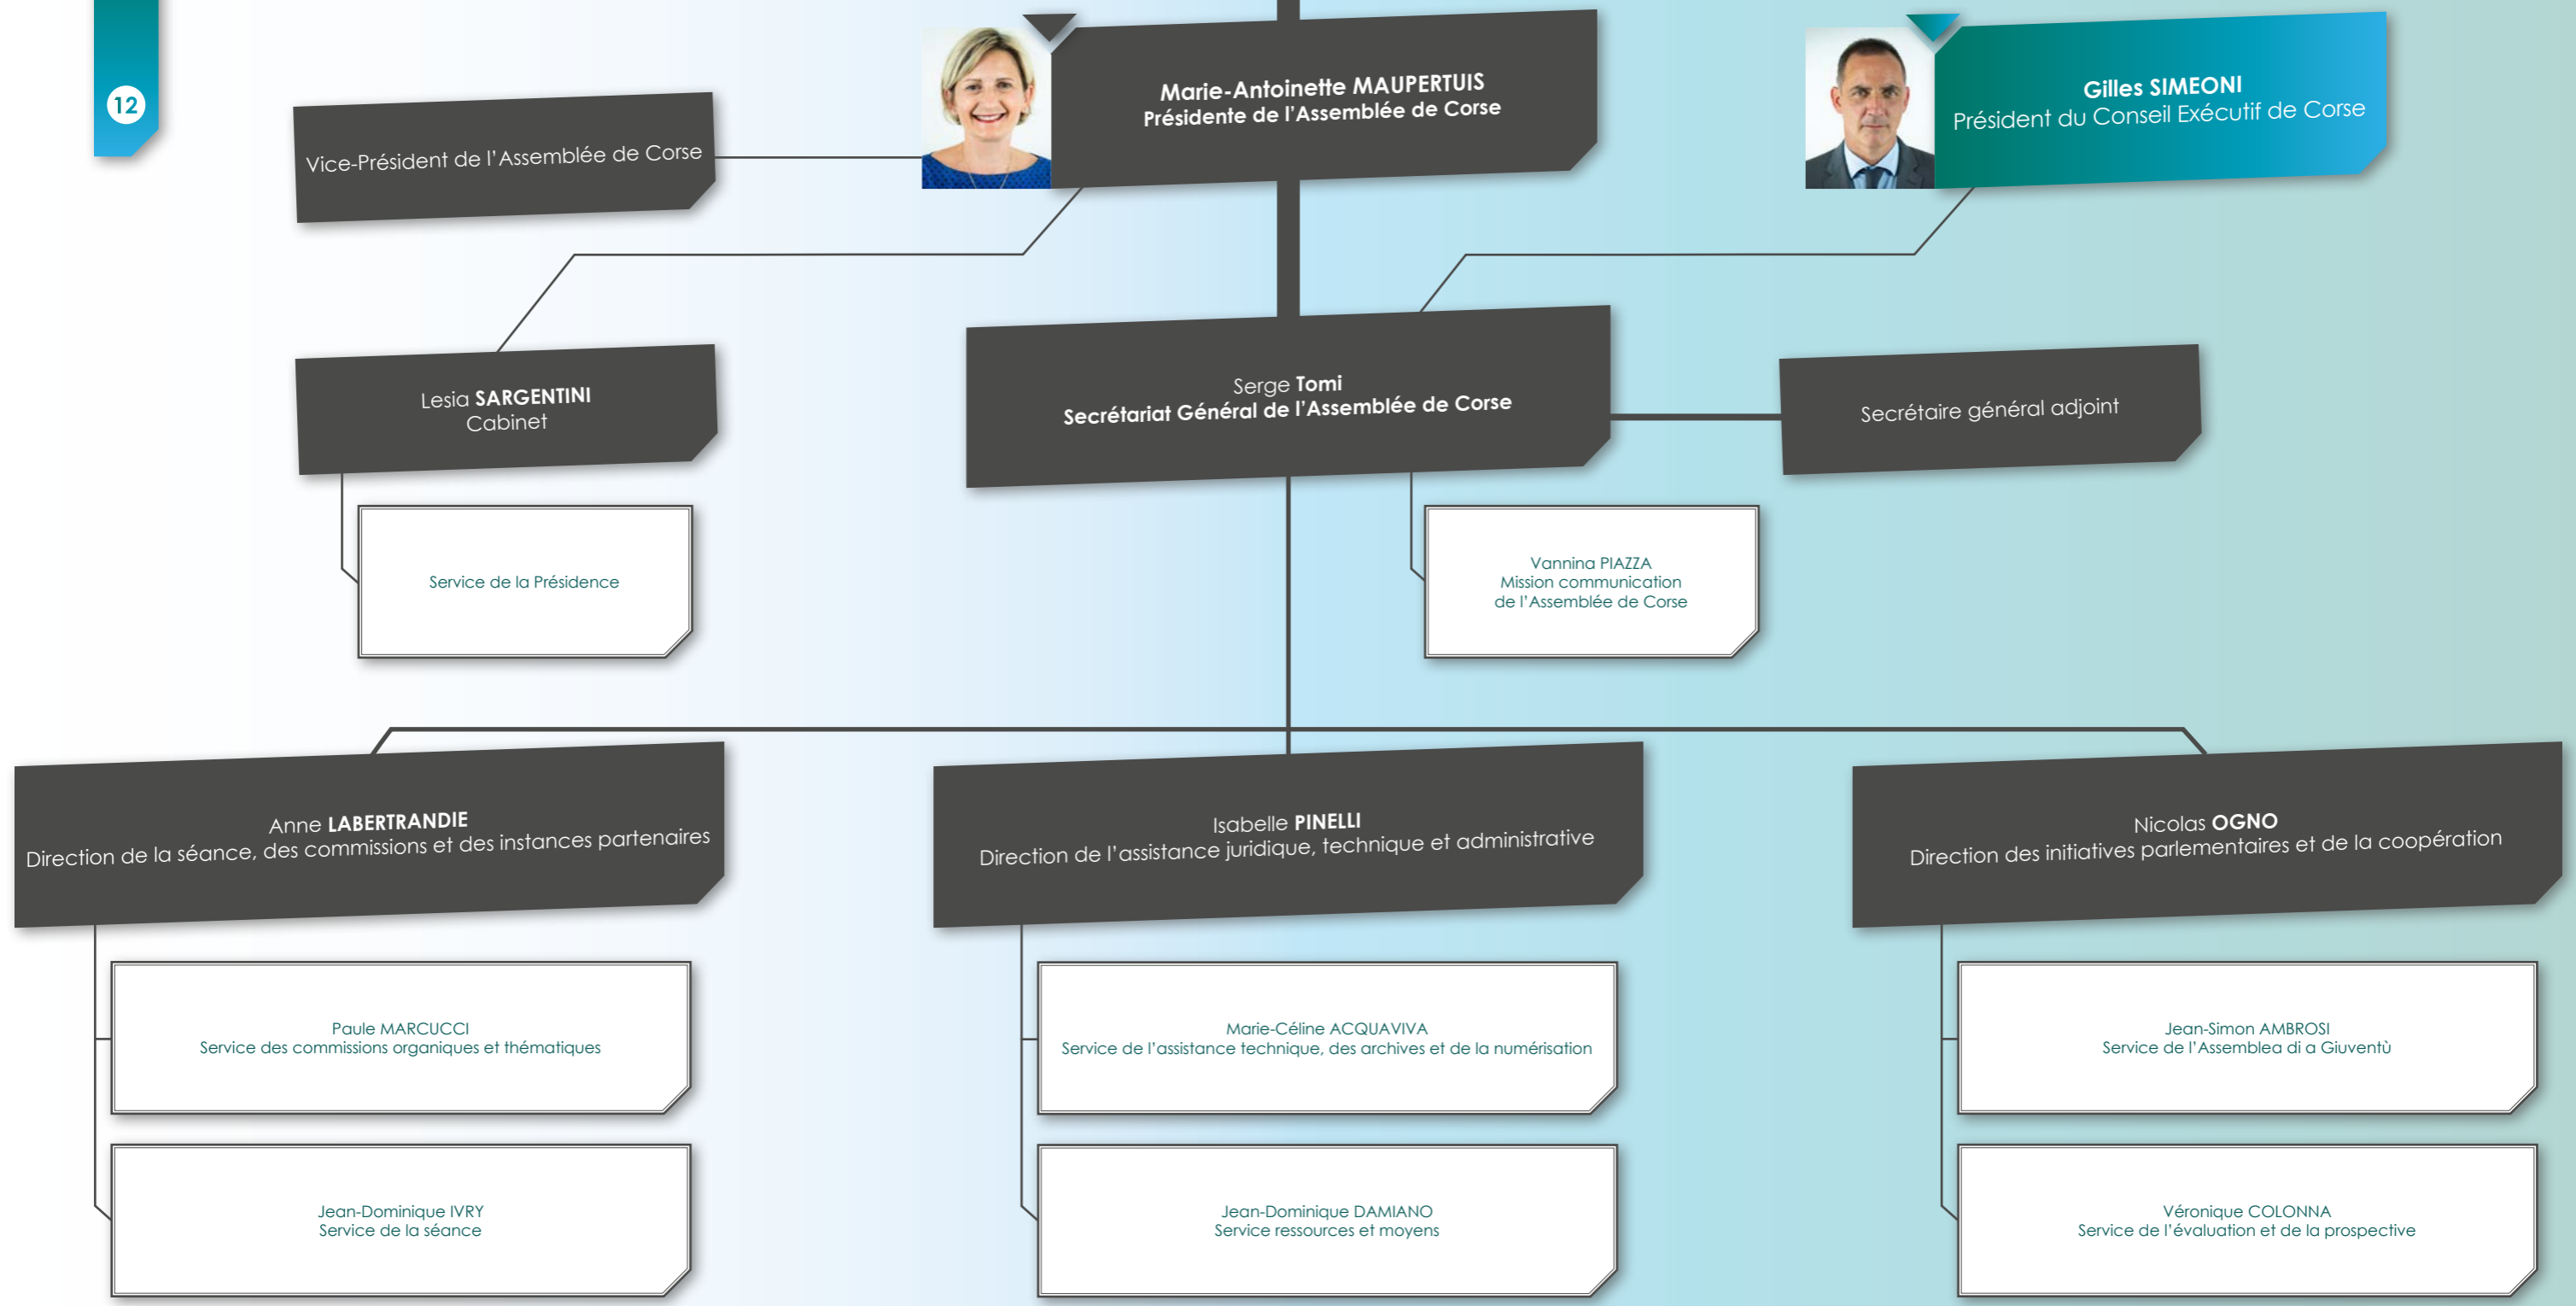 12
Marie-Antoinette MAUPERTUIS
Présidente de l'Assemblée de Corse
Gilles SIMEONI
Président du Conseil Exécutif de Corse
Vice-Président de l'Assemblée de Corse
Lesia SARGENTINI
Cabinet
Serge Tomi
Secrétariat Général de l'Assemblée de Corse
Secrétaire général adjoint
Service de la Présidence
Vannina PIAZZA
Mission communication
de l'Assemblée de Corse
Anne LABERTRANDIE
Direction de la séance, des commissions et des instances partenaires
Isabelle PINELLI
Direction de l'assistance juridique, technique et administrative
Nicolas OGNO
Direction des initiatives parlementaires et de la coopération
Paule MARCUCCI
Service des commissions organiques et thématiques
Marie-Céline ACQUAVIVA
Service de l'assistance technique, des archives et de la numérisation
Jean-Simon AMBROSI
Service de l'Assemblea di a Giuventù
Jean-Dominique IVRY
Service de la séance
Jean-Dominique DAMIANO
Service ressources et moyens
Véronique COLONNA
Service de l'évaluation et de la prospective